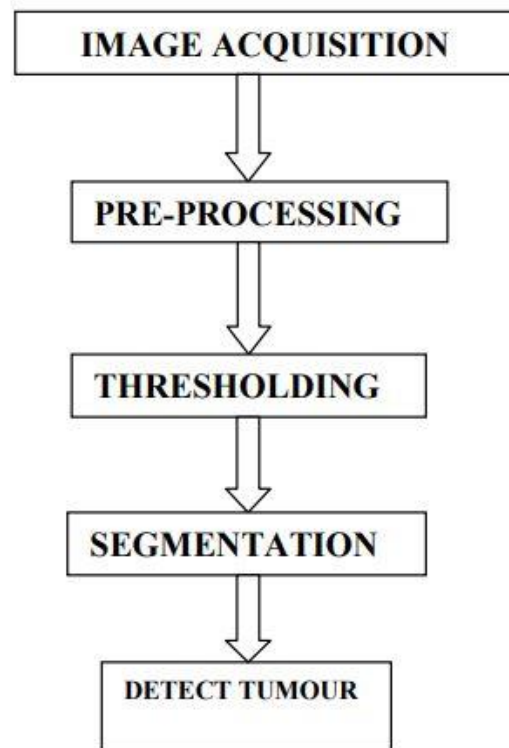 IMAGE ACQUISITION
PRE-PROCESSING
THRESHOLDING
SEGMENTATION
DETECT TUMOUR